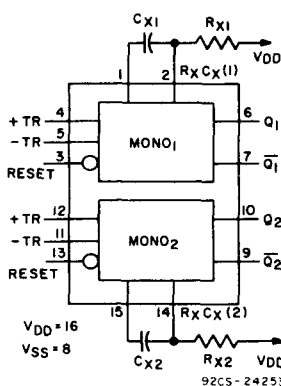 CX1
RX1
VDD
1
2
RXCX(1)
+TR
4
-TR
5
3
RESET
MONO1
6
Q1
7
Q̅1
+TR
12
-TR
11
13
RESET
MONO2
10
Q2
9
Q̅2
15
14
RXCX(2)
VDD=16
VSS=8
CX2
RX2
VDD
92CS-24253